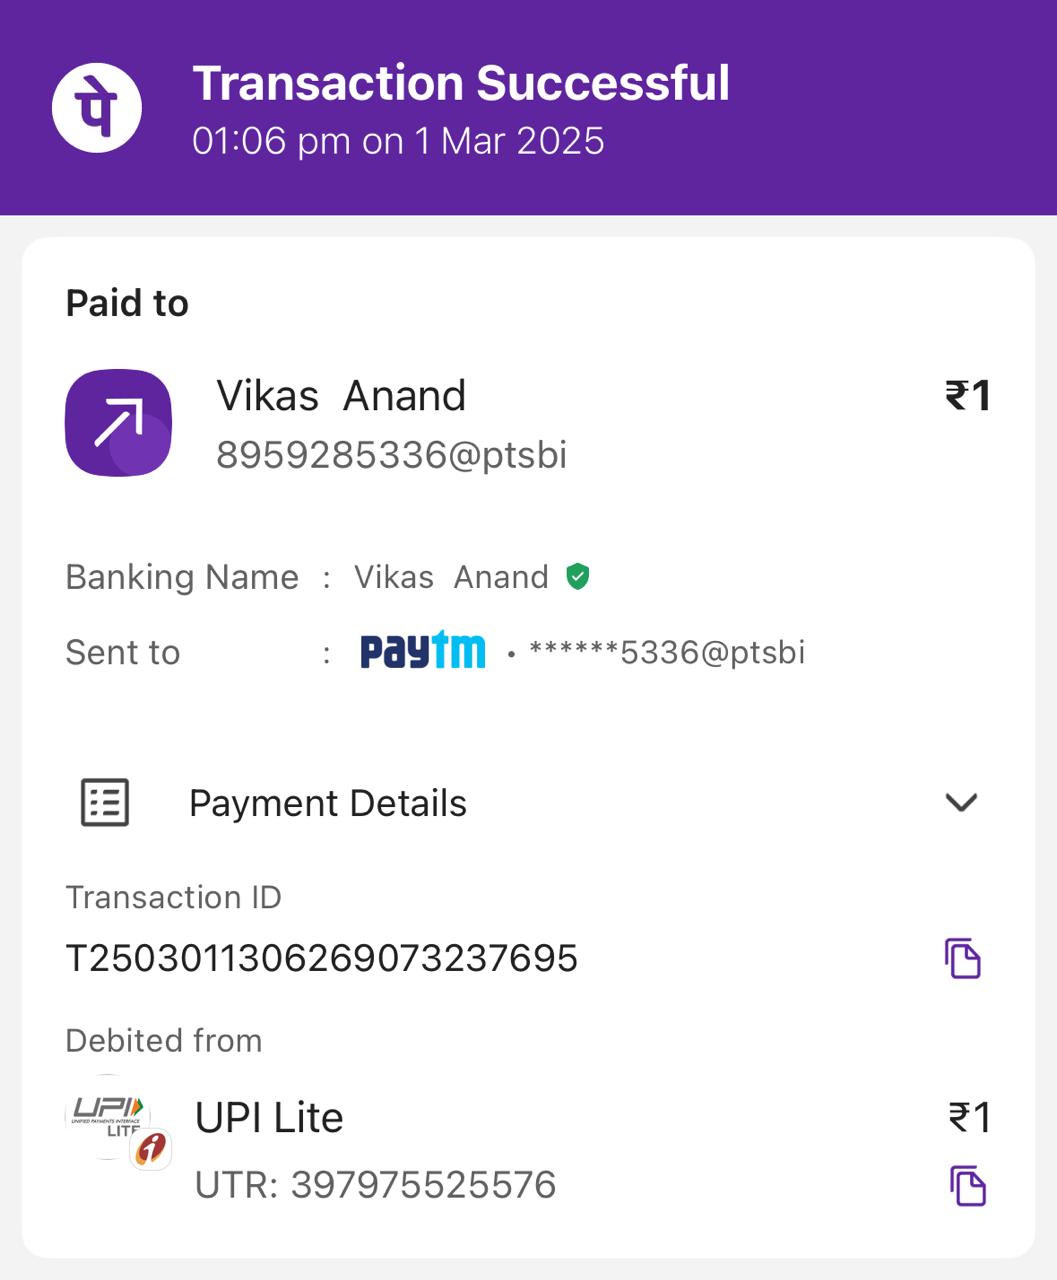 पे
Transaction Successful
01:06 pm on 1 Mar 2025
Paid to
Vikas Anand ₹1
8959285336@ptsbi
Banking Name : Vikas Anand
Sent to : paytm • ******5336@ptsbi
Payment Details
Transaction ID
T2503011306269073237695
Debited from
UPI
UNIFIED PAYMENTS INTERFACE
LITE
i
UPI Lite ₹1
UTR: 397975525576